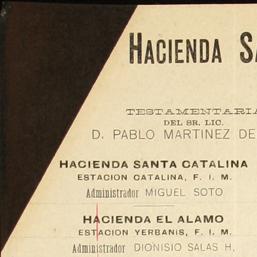 HACIENDA SA
TESTAMENTARIA
DEL SR. LIC.
D. PABLO MARTINEZ DE
HACIENDA SANTA CATALINA
ESTACION CATALINA, F. I. M.
Administrador MIGUEL SOTO
HACIENDA EL ALAMO
ESTACION YERBANIS, F. I. M.
Administrador DIONISIO SALAS H,